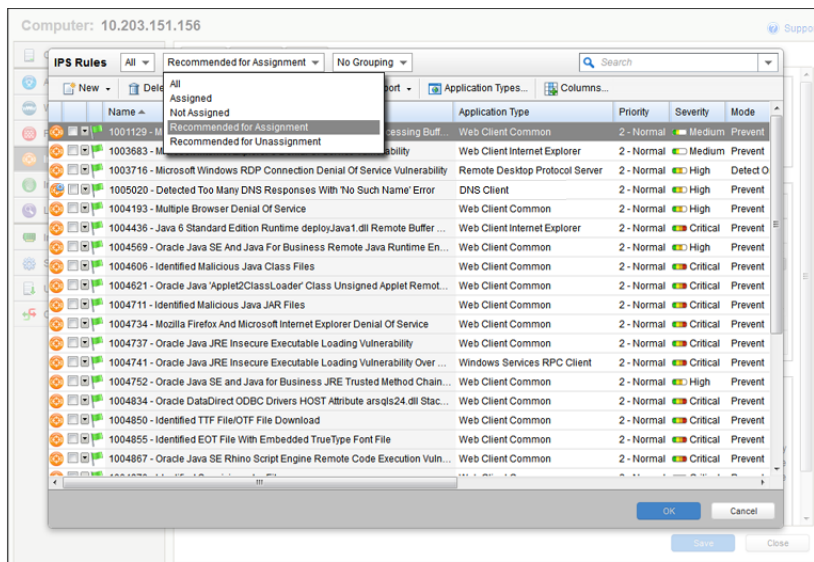 Computer: 10.203.151.156
Suppo
IPS Rules All Recommended for Assignment No Grouping Search
New Dele port Application Types... Columns...
All
Assigned
Not Assigned
Recommended for Assignment
Recommended for Unassignment
Name Application Type Priority Severity Mode
1001129 - M cessing Buff... Web Client Common 2 - Normal Medium Prevent
1003683 - M ability Web Client Internet Explorer 2 - Normal Medium Prevent
1003716 - Microsoft Windows RDP Connection Denial Of Service Vulnerability Remote Desktop Protocol Server 2 - Normal High Detect O
1005020 - Detected Too Many DNS Responses With 'No Such Name' Error DNS Client 2 - Normal High Prevent
1004193 - Multiple Browser Denial Of Service Web Client Common 2 - Normal High Prevent
1004436 - Java 6 Standard Edition Runtime deployJava1.dll Remote Buffer ... Web Client Internet Explorer 2 - Normal Critical Prevent
1004569 - Oracle Java SE And Java For Business Remote Java Runtime En... Web Client Common 2 - Normal High Prevent
1004606 - Identified Malicious Java Class Files Web Client Common 2 - Normal Critical Prevent
1004621 - Oracle Java 'Applet2ClassLoader' Class Unsigned Applet Remot... Web Client Common 2 - Normal Critical Prevent
1004711 - Identified Malicious Java JAR Files Web Client Common 2 - Normal Critical Prevent
1004734 - Mozilla Firefox And Microsoft Internet Explorer Denial Of Service Web Client Common 2 - Normal Critical Prevent
1004737 - Oracle Java JRE Insecure Executable Loading Vulnerability Web Client Common 2 - Normal Critical Prevent
1004741 - Oracle Java JRE Insecure Executable Loading Vulnerability Over ... Windows Services RPC Client 2 - Normal Critical Prevent
1004752 - Oracle Java SE and Java for Business JRE Trusted Method Chain... Web Client Common 2 - Normal High Prevent
1004834 - Oracle DataDirect ODBC Drivers HOST Attribute arsqls24.dll Stac... Web Client Common 2 - Normal Critical Prevent
1004850 - Identified TTF File/OTF File Download Web Client Common 2 - Normal Critical Prevent
1004855 - Identified EOT File With Embedded TrueType Font File Web Client Common 2 - Normal Critical Prevent
1004867 - Oracle Java SE Rhino Script Engine Remote Code Execution Vuln... Web Client Common 2 - Normal Critical Prevent
OK Cancel
Save Close